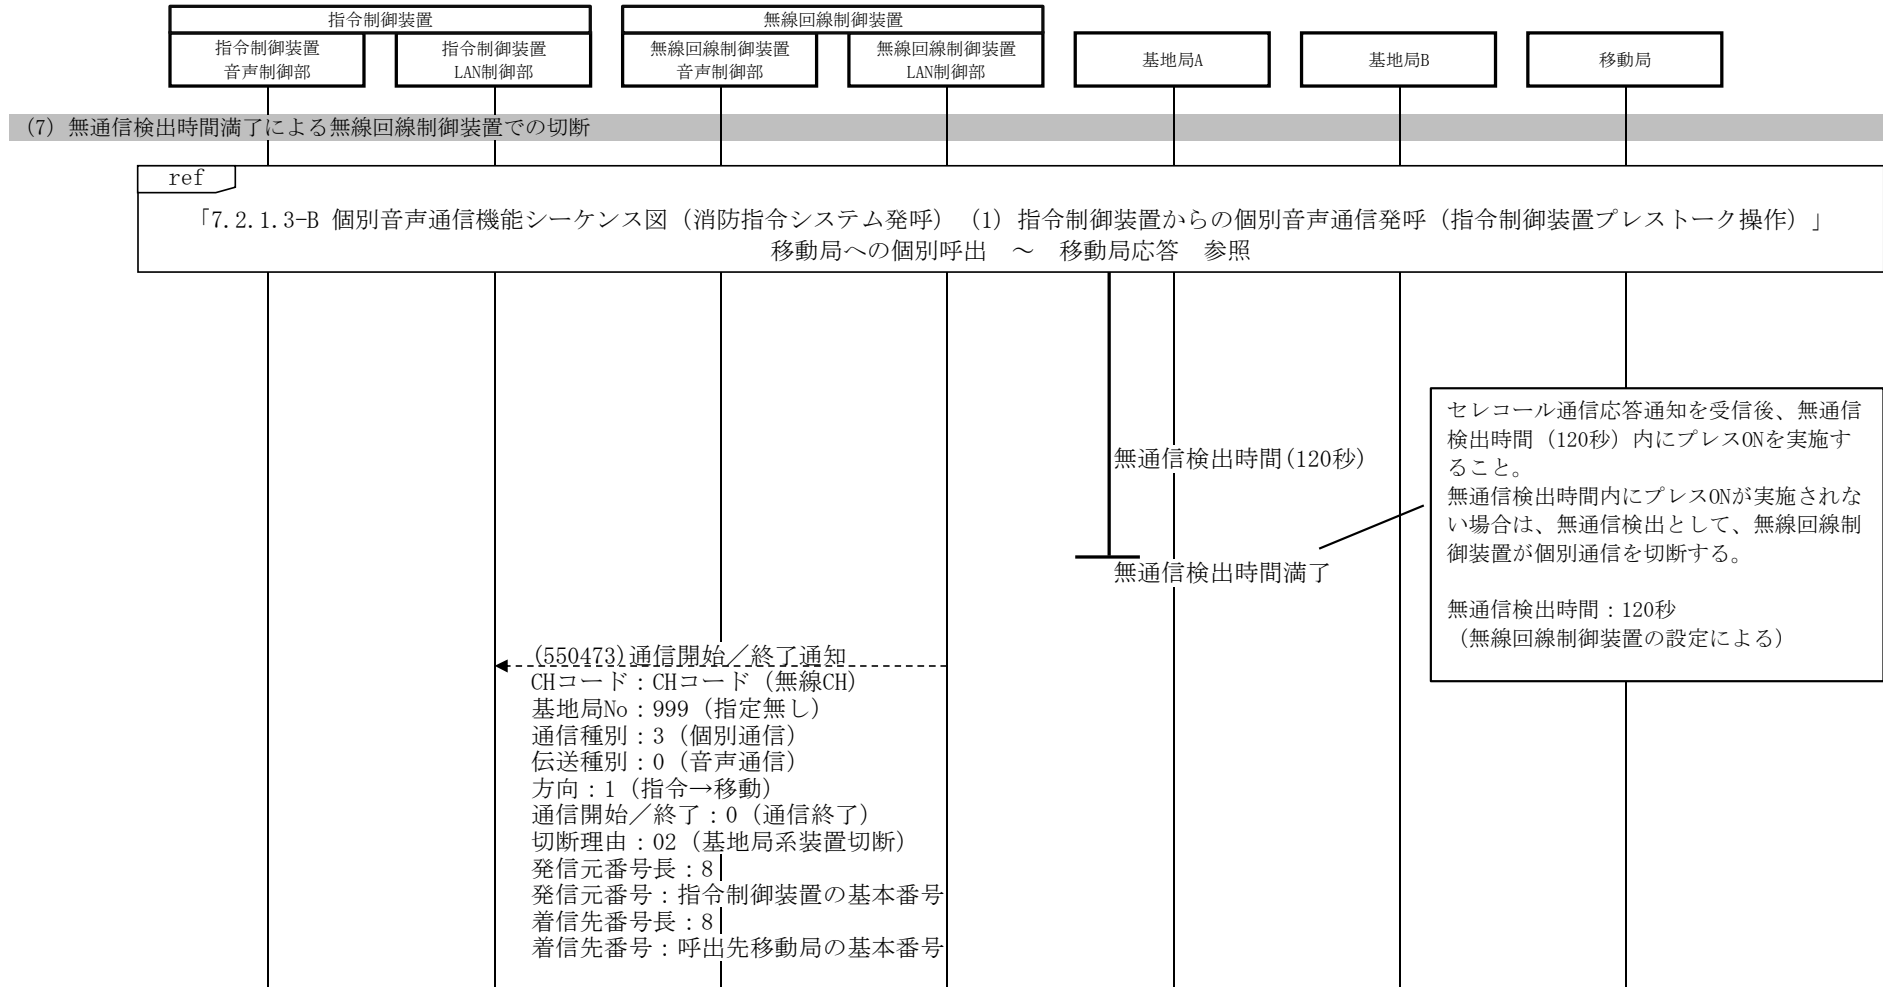 指令制御装置
無線回線制御装置
指令制御装置
音声制御部
指令制御装置
LAN制御部
無線回線制御装置
音声制御部
無線回線制御装置
LAN制御部
基地局A
基地局B
移動局
(7) 無通信検出時間満了による無線回線制御装置での切断
ref
「7.2.1.3-B 個別音声通信機能シーケンス図（消防指令システム発呼）（1）指令制御装置からの個別音声通信発呼（指令制御装置プレストーク操作）」
移動局への個別呼出　～　移動局応答　参照
無通信検出時間(120秒)
無通信検出時間満了
セレコール通信応答通知を受信後、無通信
検出時間（120秒）内にプレスONを実施す
ること。
無通信検出時間内にプレスONが実施されな
い場合は、無通信検出として、無線回線制
御装置が個別通信を切断する。
無通信検出時間：120秒
（無線回線制御装置の設定による）
(550473)通信開始／終了通知
CHコード：CHコード（無線CH）
基地局No：999（指定無し）
通信種別：3（個別通信）
伝送種別：0（音声通信）
方向：1（指令→移動）
通信開始／終了：0（通信終了）
切断理由：02（基地局系装置切断）
発信元番号長：8
発信元番号：指令制御装置の基本番号
着信先番号長：8
着信先番号：呼出先移動局の基本番号